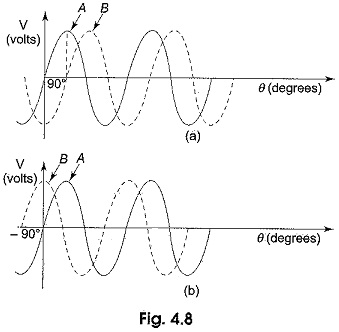 V
(volts)
A
B
90°
θ (degrees)
(a)
V
(volts)
B
A
– 90°
θ (degrees)
(b)
Fig. 4.8